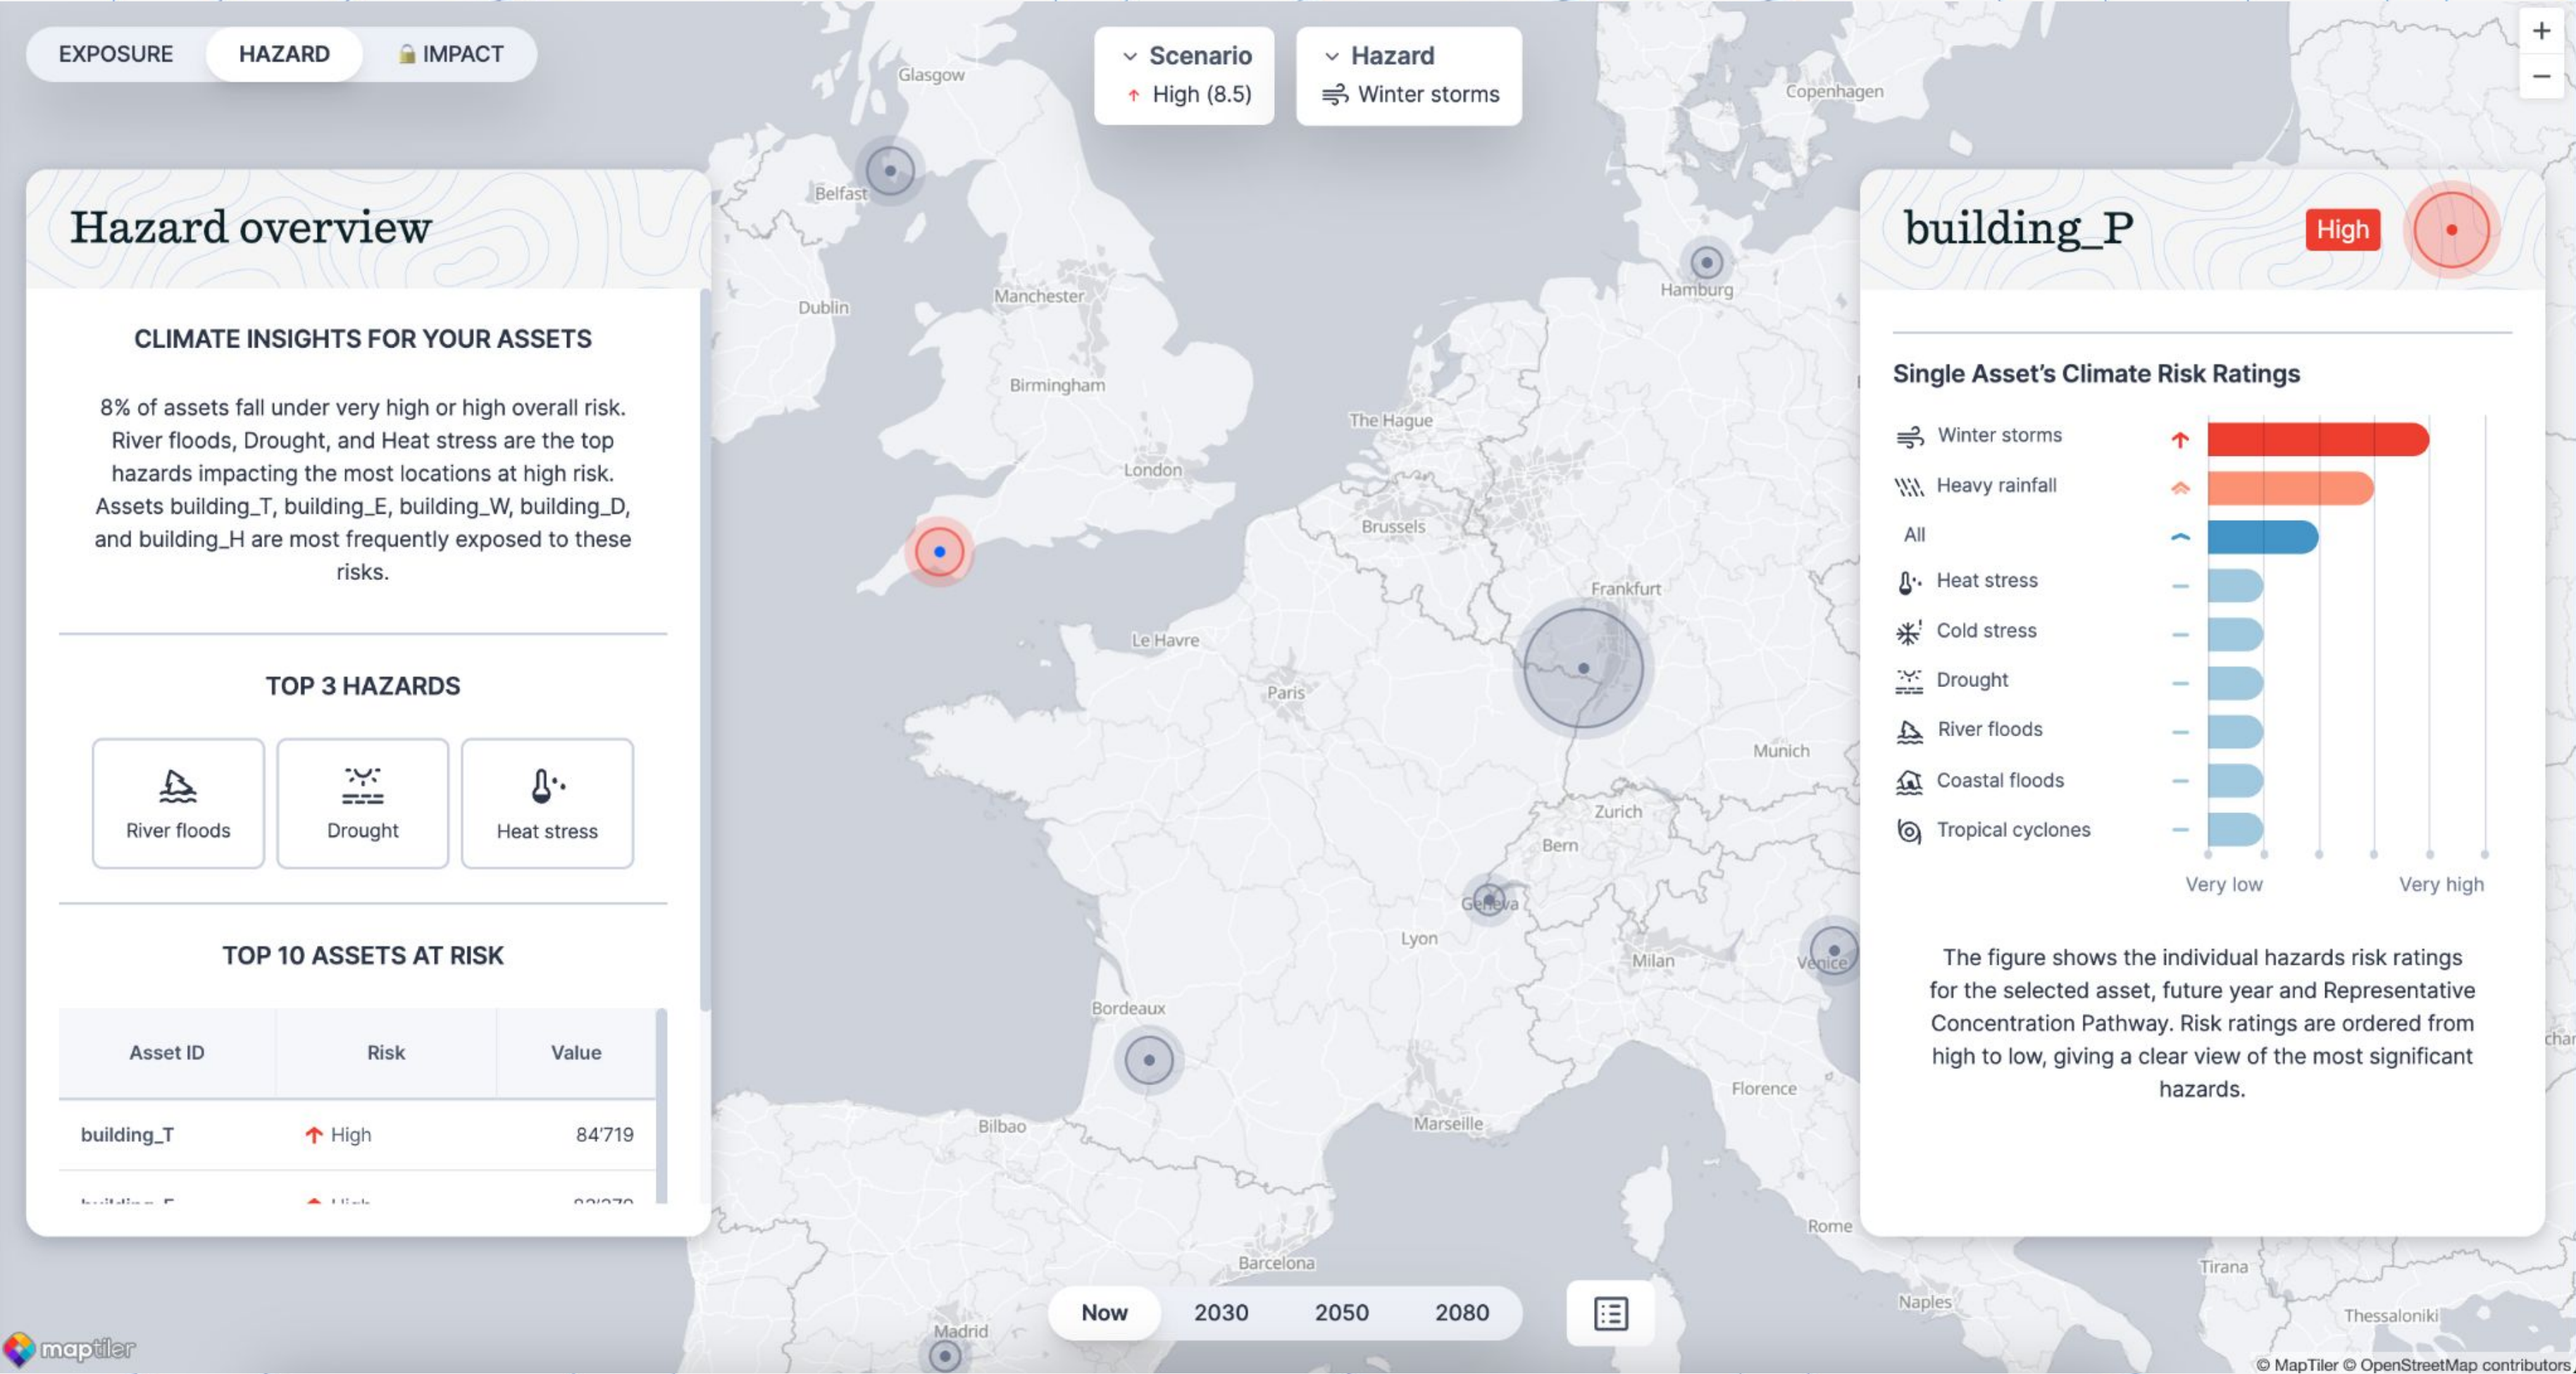 EXPOSURE
HAZARD
IMPACT
Scenario
High (8.5)
Hazard
Winter storms
+
−
Hazard overview
CLIMATE INSIGHTS FOR YOUR ASSETS
8% of assets fall under very high or high overall risk.
River floods, Drought, and Heat stress are the top
hazards impacting the most locations at high risk.
Assets building_T, building_E, building_W, building_D,
and building_H are most frequently exposed to these
risks.
TOP 3 HAZARDS
River floods
Drought
Heat stress
TOP 10 ASSETS AT RISK
Asset ID Risk Value
building_T High 84'719
Glasgow
Copenhagen
Belfast
Hamburg
Manchester
Dublin
Birmingham
The Hague
London
Brussels
Frankfurt
Le Havre
Paris
Munich
Zurich
Bern
Geneva
Lyon
Milan
Venice
Bordeaux
Florence
Marseille
Bilbao
Rome
Barcelona
Tirana
Naples
Thessaloniki
Madrid
building_P
High
Single Asset's Climate Risk Ratings
Winter storms
Heavy rainfall
All
Heat stress
Cold stress
Drought
River floods
Coastal floods
Tropical cyclones
Very low
Very high
The figure shows the individual hazards risk ratings
for the selected asset, future year and Representative
Concentration Pathway. Risk ratings are ordered from
high to low, giving a clear view of the most significant
hazards.
Now
2030
2050
2080
maptiler
© MapTiler © OpenStreetMap contributors